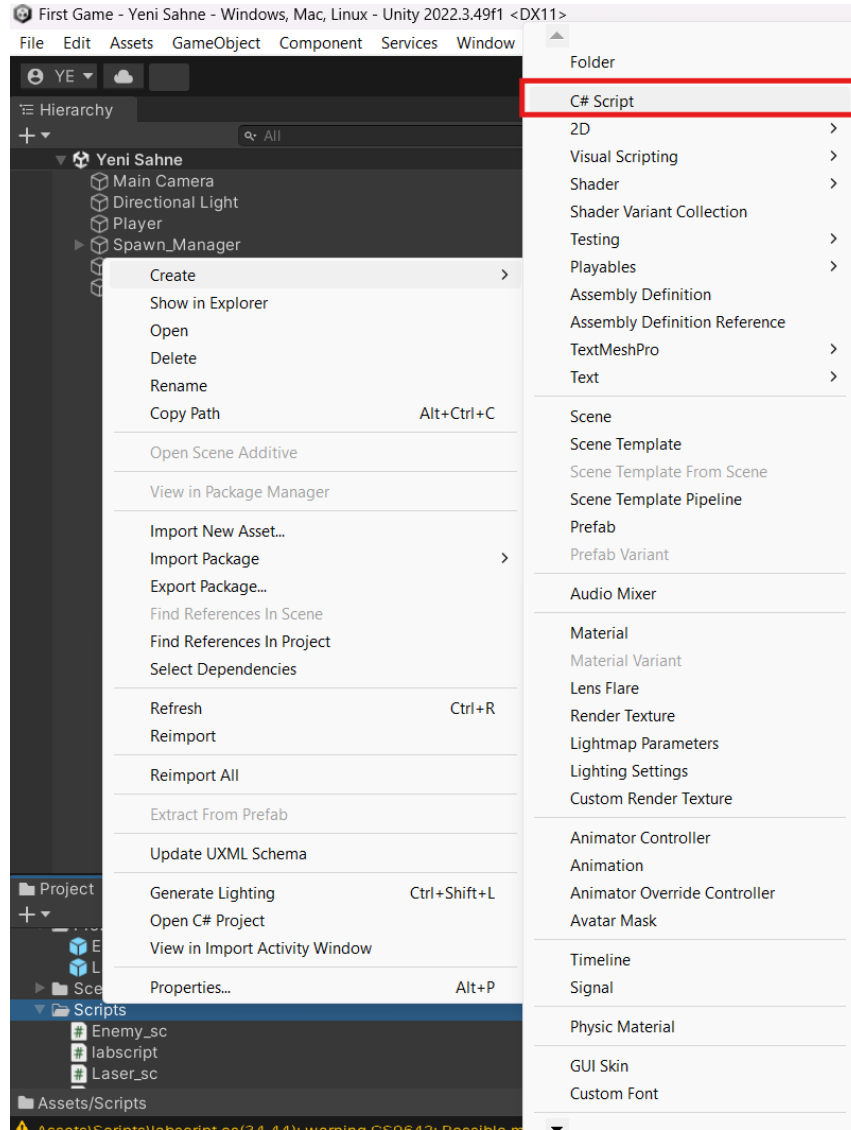 First Game - Yeni Sahne - Windows, Mac, Linux - Unity 2022.3.49f1 <DX11>
File Edit Assets GameObject Component Services Window
YE
Hierarchy
All
Yeni Sahne
Main Camera
Directional Light
Player
Spawn_Manager
Create
Show in Explorer
Open
Delete
Rename
Copy Path Alt+Ctrl+C
Open Scene Additive
View in Package Manager
Import New Asset...
Import Package
Export Package...
Find References In Scene
Find References In Project
Select Dependencies
Refresh Ctrl+R
Reimport
Reimport All
Extract From Prefab
Update UXML Schema
Generate Lighting Ctrl+Shift+L
Open C# Project
View in Import Activity Window
Properties... Alt+P
Folder
C# Script
2D
Visual Scripting
Shader
Shader Variant Collection
Testing
Playables
Assembly Definition
Assembly Definition Reference
TextMeshPro
Text
Scene
Scene Template
Scene Template From Scene
Scene Template Pipeline
Prefab
Prefab Variant
Audio Mixer
Material
Material Variant
Lens Flare
Render Texture
Lightmap Parameters
Lighting Settings
Custom Render Texture
Animator Controller
Animation
Animator Override Controller
Avatar Mask
Timeline
Signal
Physic Material
GUI Skin
Custom Font
Project
E
L
Sce
Scripts
Enemy_sc
labscript
Laser_sc
Assets/Scripts